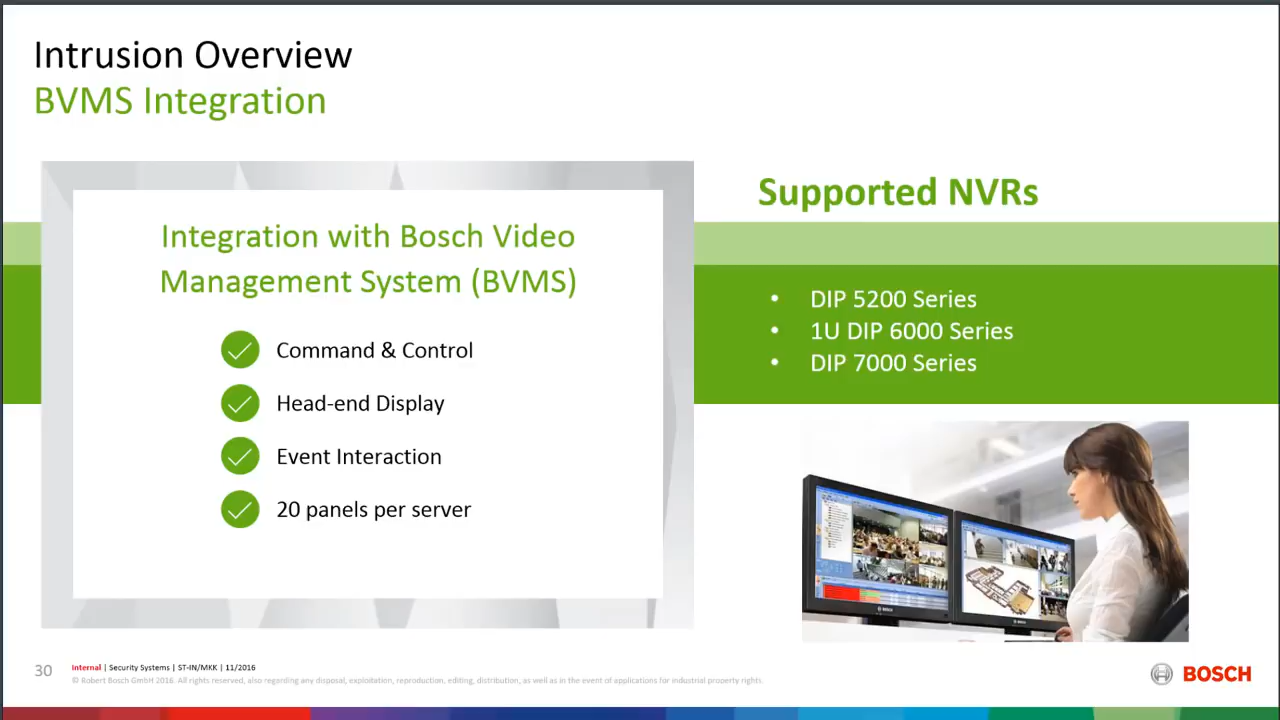 Intrusion Overview
BVMS Integration
Integration with Bosch Video
Management System (BVMS)
Command & Control
Head-end Display
Event Interaction
20 panels per server
Supported NVRs
• DIP 5200 Series
• 1U DIP 6000 Series
• DIP 7000 Series
30
Internal | Security Systems | ST-IN/MKK | 11/2016
© Robert Bosch GmbH 2016. All rights reserved, also regarding any disposal, exploitation, reproduction, editing, distribution, as well as in the event of applications for industrial property rights.
BOSCH